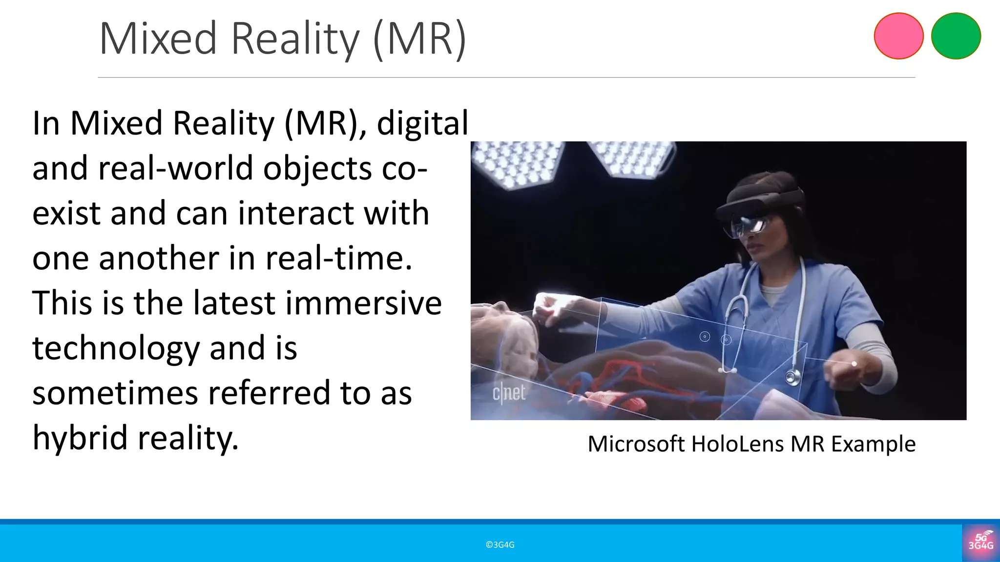 Mixed Reality (MR)
In Mixed Reality (MR), digital
and real-world objects co-
exist and can interact with
one another in real-time.
This is the latest immersive
technology and is
sometimes referred to as
hybrid reality.
c|net
Microsoft HoloLens MR Example
©3G4G
5G
3G4G